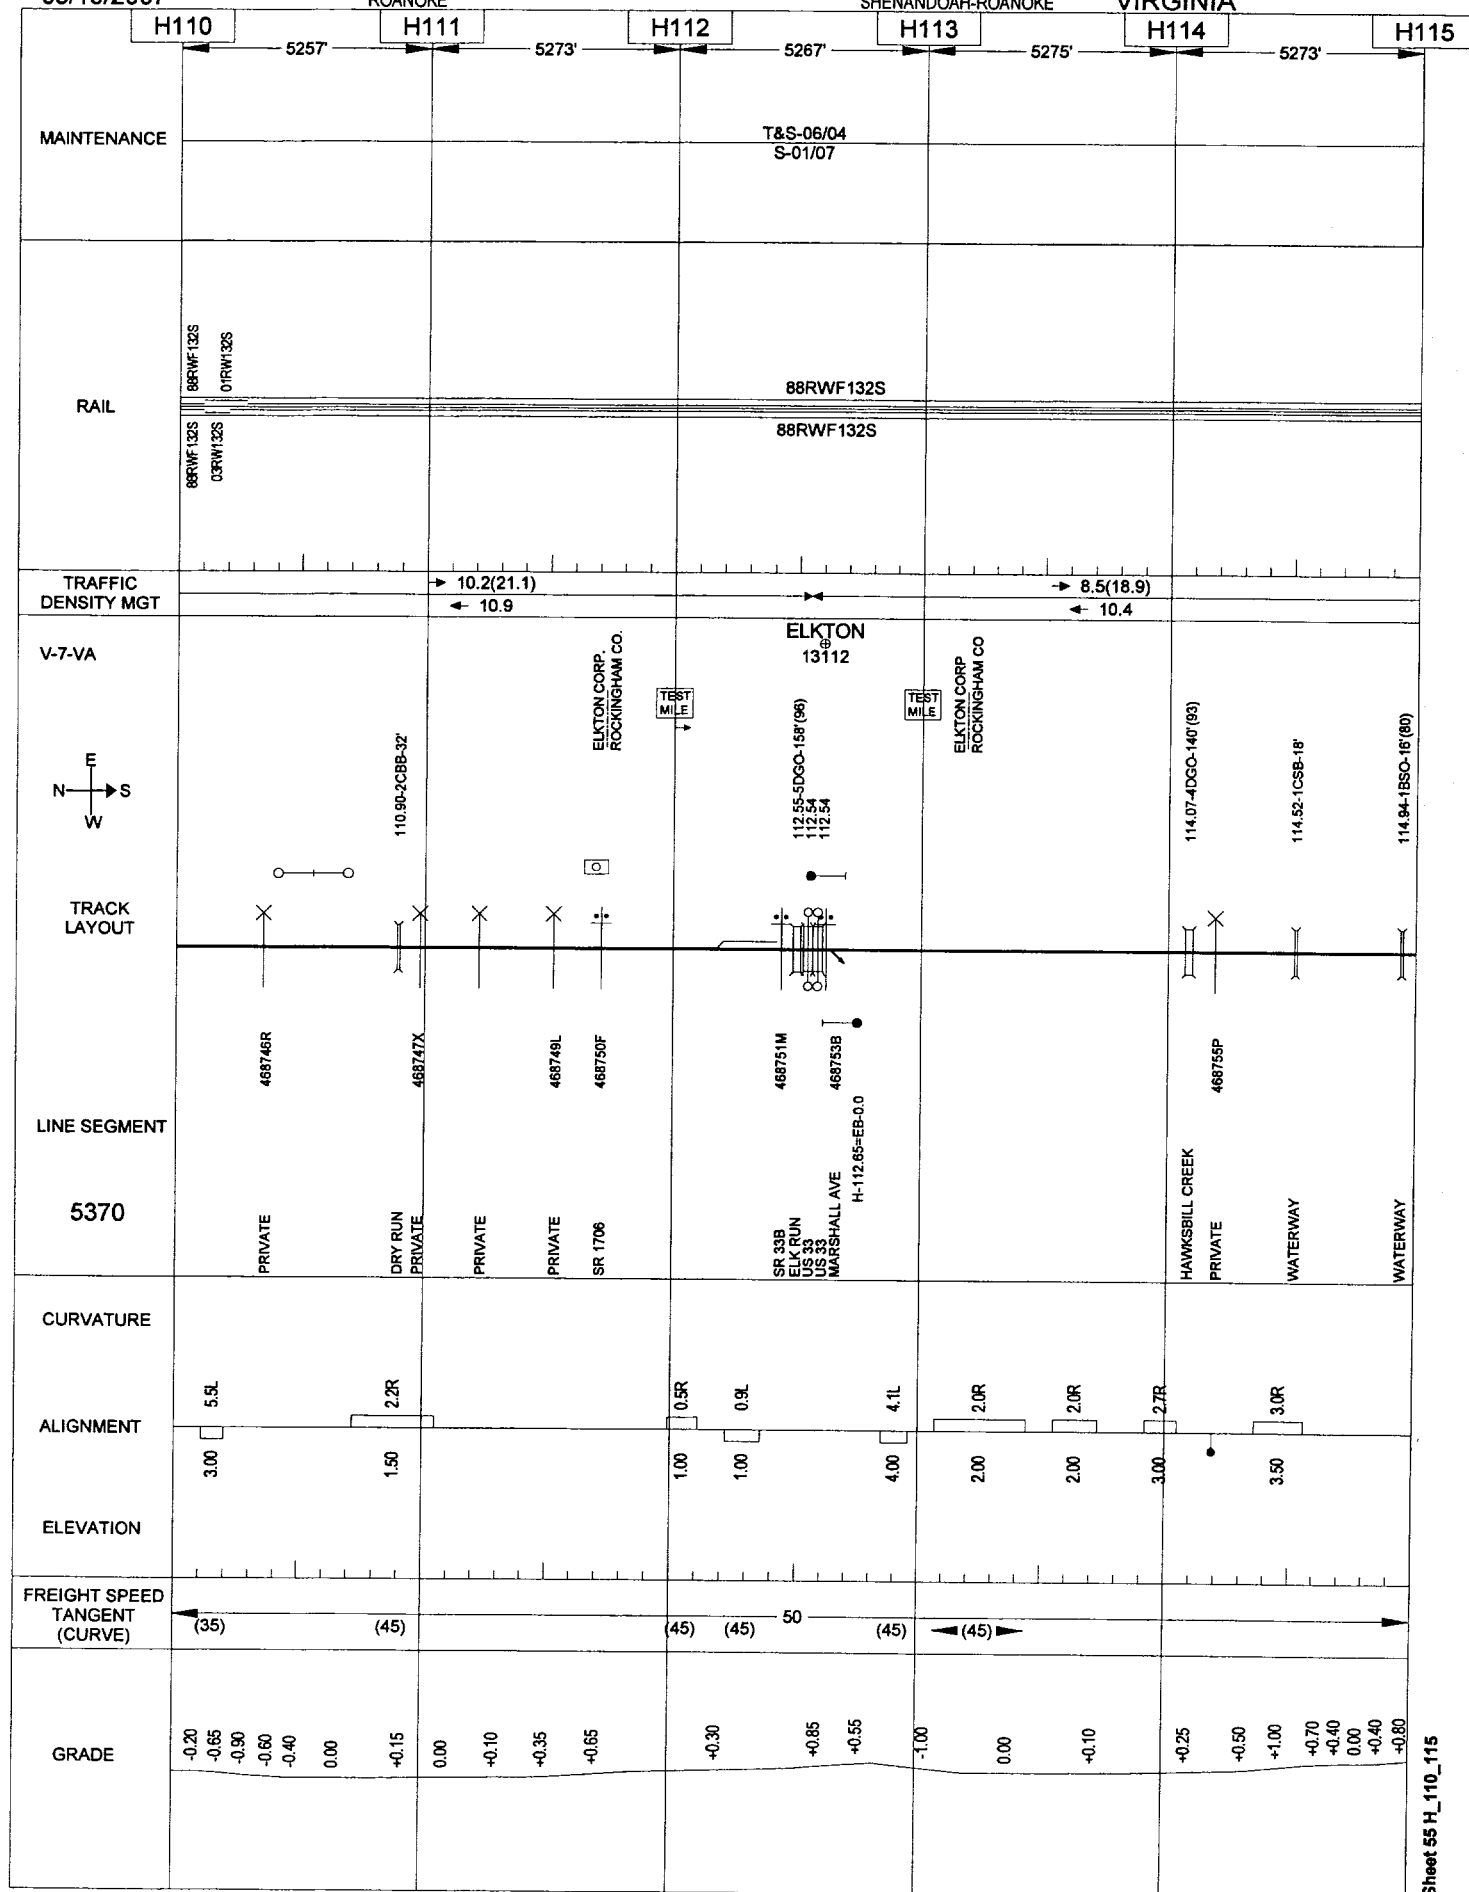 ROANOKE
SHENANDOAH-ROANOKE
VIRGINIA
H110
H111
H112
H113
H114
H115
5257'
5273'
5267'
5275'
5273'
MAINTENANCE
T&S-06/04
S-01/07
RAIL
88RWF132S
01RW132S
88RWF132S
03RW132S
88RWF132S
88RWF132S
TRAFFIC
DENSITY MGT
10.2(21.1)
10.9
8.5(18.9)
10.4
V-7-VA
ELKTON CORP.
ROCKINGHAM CO.
ELKTON
13112
ELKTON CORP
ROCKINGHAM CO
TEST
MILE
TEST
MILE
E
N
S
W
110.90-2CBB-32'
112.55-5DGO-158'(96)
112.54
112.54
114.07-4DGO-140'(93)
114.52-1CSB-18'
114.94-1BSO-16'(80)
TRACK
LAYOUT
468746R
468747X
468749L
468750F
468751M
468753B
H-112.65=EB-0.0
468755P
LINE SEGMENT
5370
PRIVATE
DRY RUN
PRIVATE
PRIVATE
PRIVATE
SR 1706
SR 33B
ELK RUN
US 33
US 33
MARSHALL AVE
HAWKSBILL CREEK
PRIVATE
WATERWAY
WATERWAY
CURVATURE
5.5L
2.2R
0.5R
0.9L
4.1L
2.0R
2.0R
2.7R
3.0R
ALIGNMENT
3.00
1.50
1.00
1.00
4.00
2.00
2.00
3.00
3.50
ELEVATION
FREIGHT SPEED
TANGENT
(CURVE)
50
(35)
(45)
(45)
(45)
(45)
(45)
GRADE
-0.20
-0.65
-0.90
-0.60
-0.40
0.00
+0.15
0.00
+0.10
+0.35
+0.65
+0.30
+0.85
+0.55
-1.00
0.00
+0.10
+0.25
+0.50
+1.00
+0.70
+0.40
0.00
+0.40
+0.80
Sheet 55 H_110_115